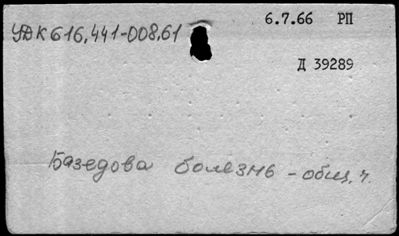 УДК 616.441-008.61
6.7.66 РП
Д 39289
Базедова болезнь - общ. ч.